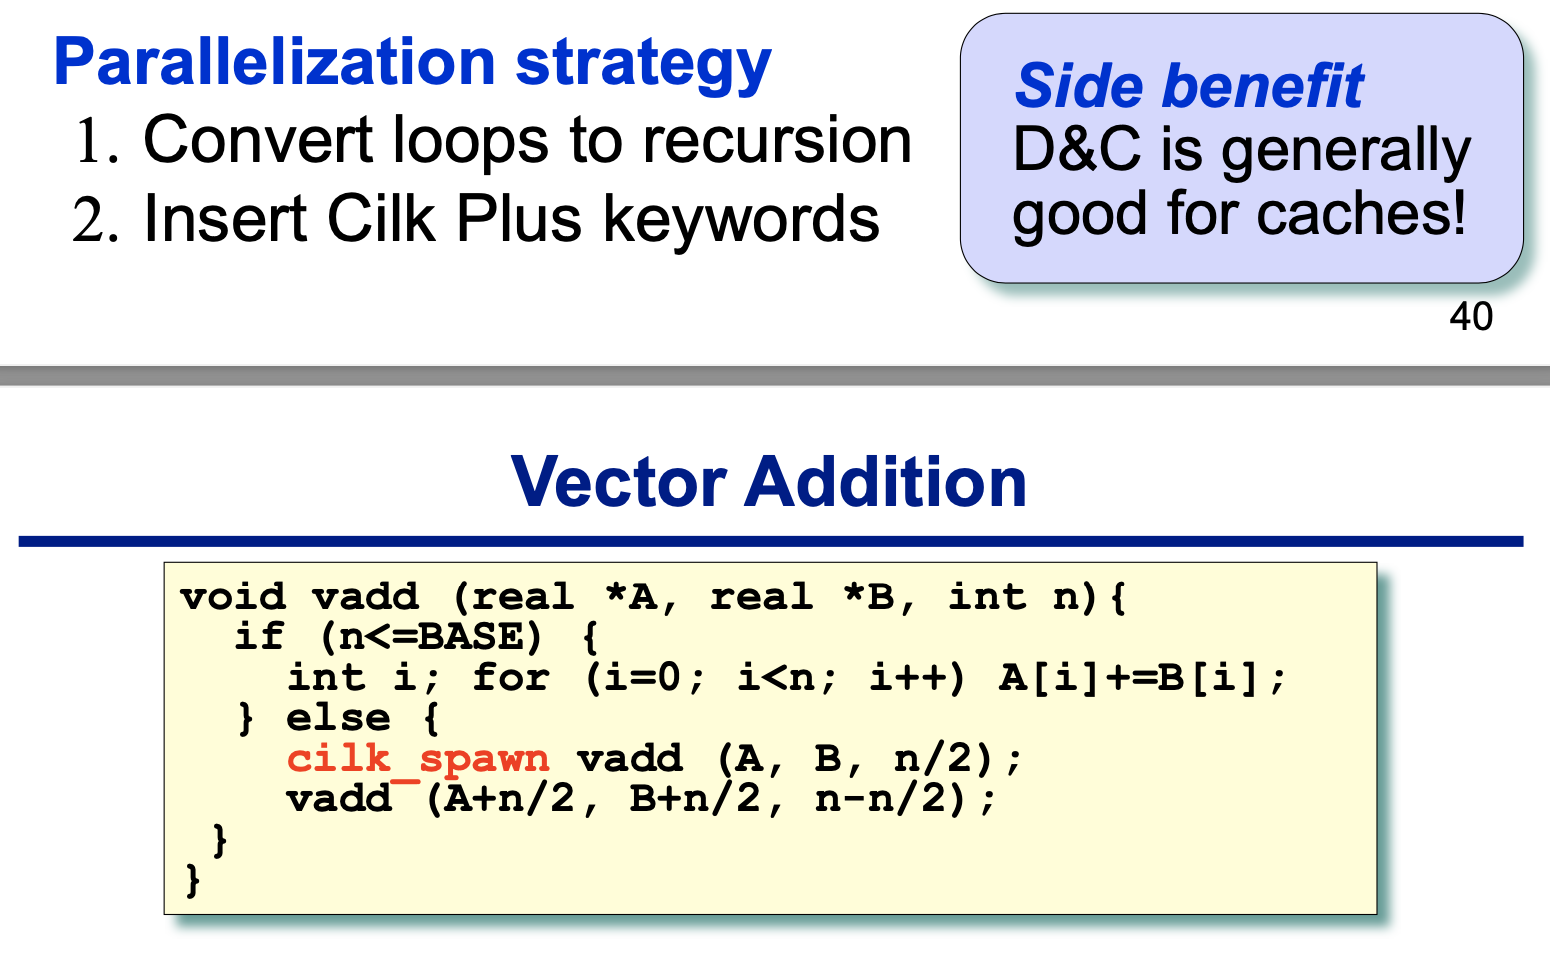 Parallelization strategy
1. Convert loops to recursion
2. Insert Cilk Plus keywords
Side benefit
D&C is generally
good for caches!
40
Vector Addition
void vadd (real *A, real *B, int n){
  if (n<=BASE) {
    int i; for (i=0; i<n; i++) A[i]+=B[i];
  } else {
    cilk_spawn vadd (A, B, n/2);
    vadd (A+n/2, B+n/2, n-n/2);
 }
}